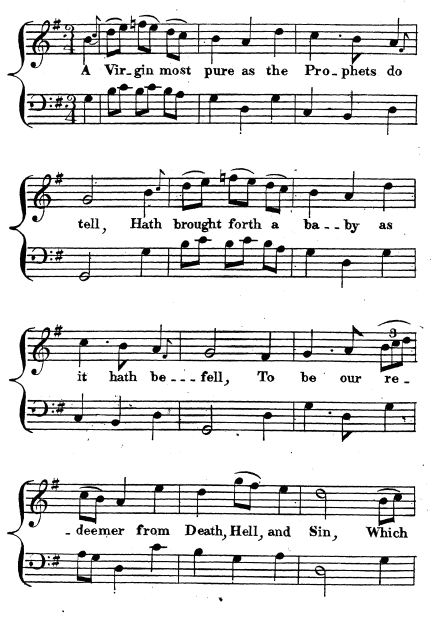 A Vir-gin most pure as the Pro-phets do
tell, Hath brought forth a ba--by as
it hath be---fell, To be our re-
-deemer from Death, Hell, and Sin, Which